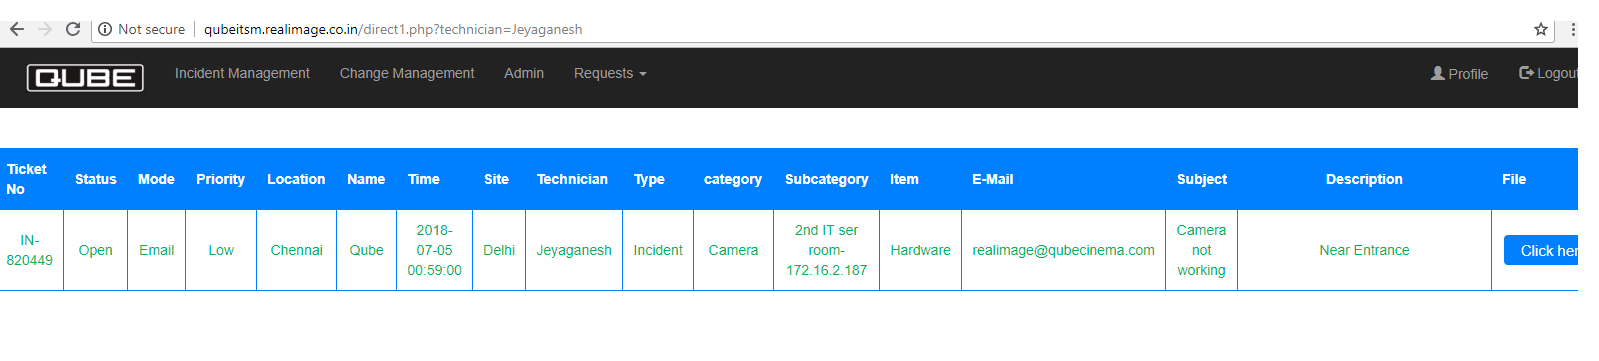 Not secure qubeitsm.realimage.co.in/direct1.php?technician=Jeyaganesh
QUBE Incident Management Change Management Admin Requests Profile Logout
Ticket No Status Mode Priority Location Name Time Site Technician Type category Subcategory Item E-Mail Subject Description File
IN-820449 Open Email Low Chennai Qube 2018-07-05 00:59:00 Delhi Jeyaganesh Incident Camera 2nd IT ser room-172.16.2.187 Hardware realimage@qubecinema.com Camera not working Near Entrance Click her